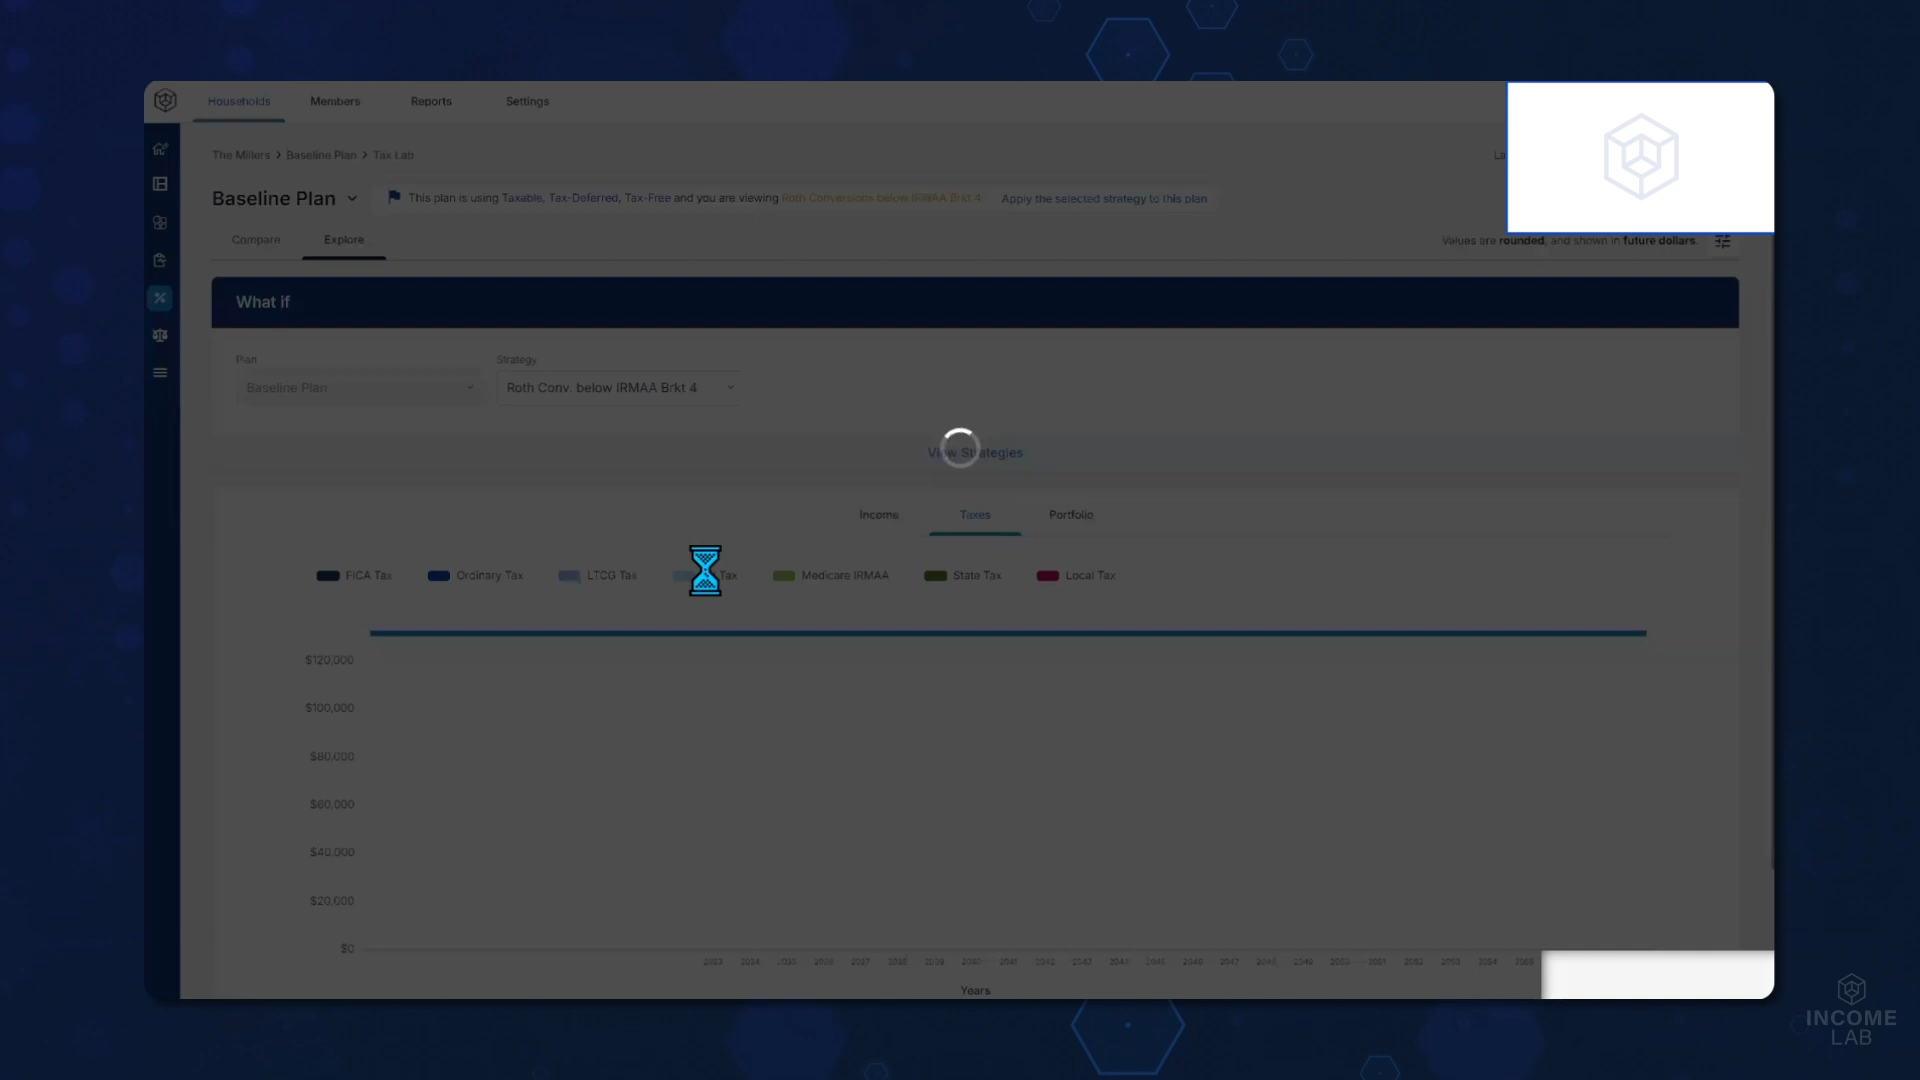 Households Members Reports Settings
The Millers > Baseline Plan > Tax Lab
La
Baseline Plan
This plan is using Taxable, Tax-Deferred, Tax-Free and you are viewing Roth Conversions below IRMAA Brkt 4
Apply the selected strategy to this plan
Compare Explore
Values are rounded, and shown in future dollars.
What if
Plan Strategy
Baseline Plan Roth Conv. below IRMAA Brkt 4
View Strategies
Income Taxes Portfolio
FICA Tax Ordinary Tax LTCG Tax Tax Medicare IRMAA State Tax Local Tax
$120,000
$100,000
$80,000
$60,000
$40,000
$20,000
$0
Years
INCOME
LAB